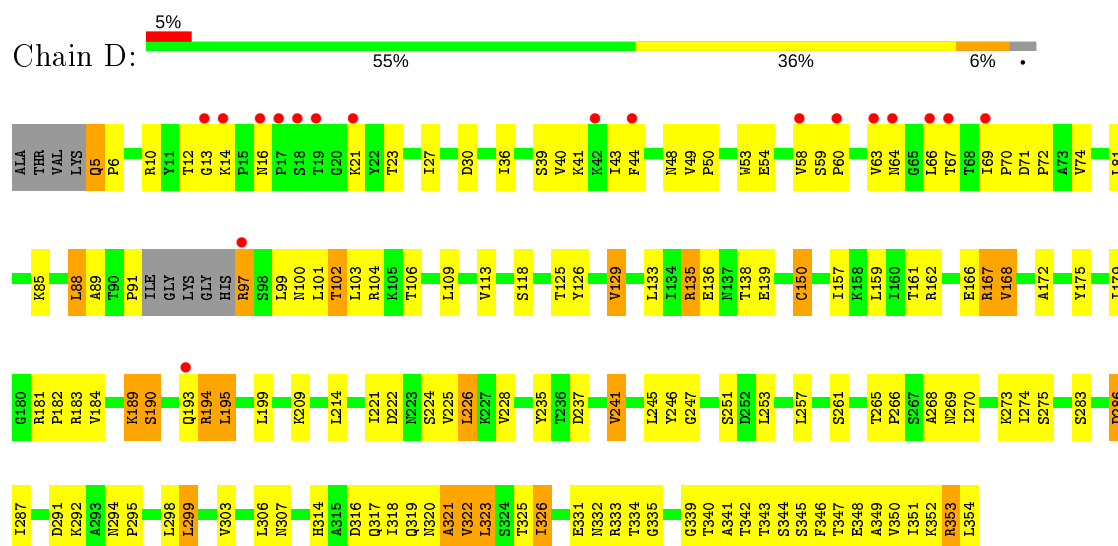 5%
Chain D:
55% 36% 6% •
ALA THR VAL LYS Q5 P6 R10 Y11 T12 G13 K14 P15 N16 P17 S18 T19 G20 K21 Y22 T23 I27 D30 I36 S39 V40 K41 K42 I43 F44 N48 V49 P50 W53 E54 V58 S59 P60 V63 N64 G65 L66 T67 T68 I69 P70 D71 P72 A73 V74 L81
K85 L88 A89 T90 P91 ILE GLY LYS GLY HIS R97 S98 L99 N100 L101 T102 L103 R104 K105 T106 L109 V113 S118 T125 Y126 V129 L133 I134 R135 E136 N137 T138 E139 C150 I157 K158 L159 I160 T161 R162 E166 R167 V168 A172 Y175
G180 R181 P182 R183 V184 K189 S190 Q193 R194 L195 L199 K209 L214 I221 D222 N223 S224 V225 L226 K227 V228 Y235 T236 D237 V241 L245 Y246 G247 S251 D252 L253 L257 S261 T265 P266 S267 A268 N269 I270 K273 I274 S275 S283
I287 D291 K292 A293 N294 P295 L298 L299 V303 L306 N307 H314 A315 D316 Q317 I318 Q319 N320 A321 V322 L323 S324 T325 I326 E331 N332 R333 T334 G335 G339 T340 A341 T342 T343 S344 S345 F346 T347 E348 A349 V350 I351 K352 R353 L354